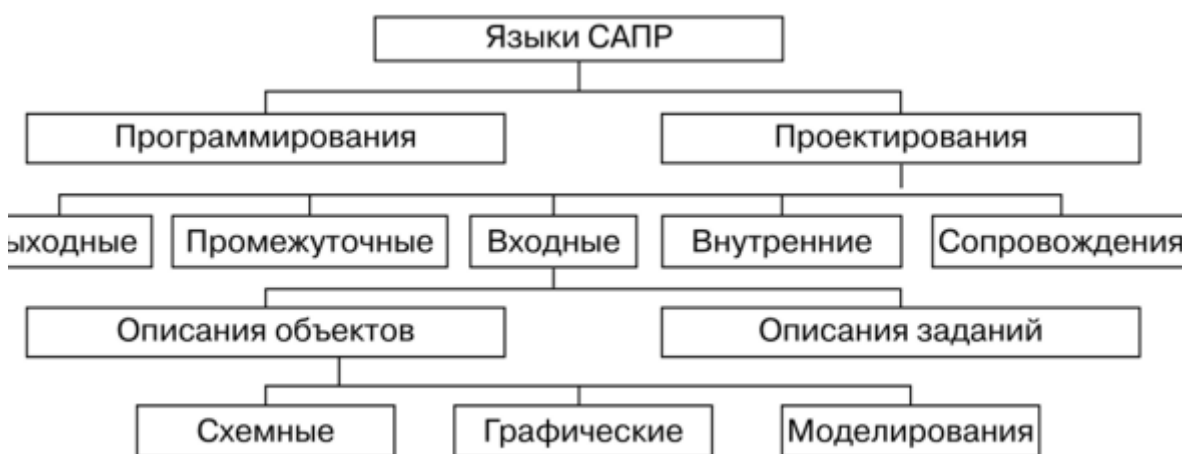 Языки САПР
Программирования
Проектирования
ыходные
Промежуточные
Входные
Внутренние
Сопровождения
Описания объектов
Описания заданий
Схемные
Графические
Моделирования